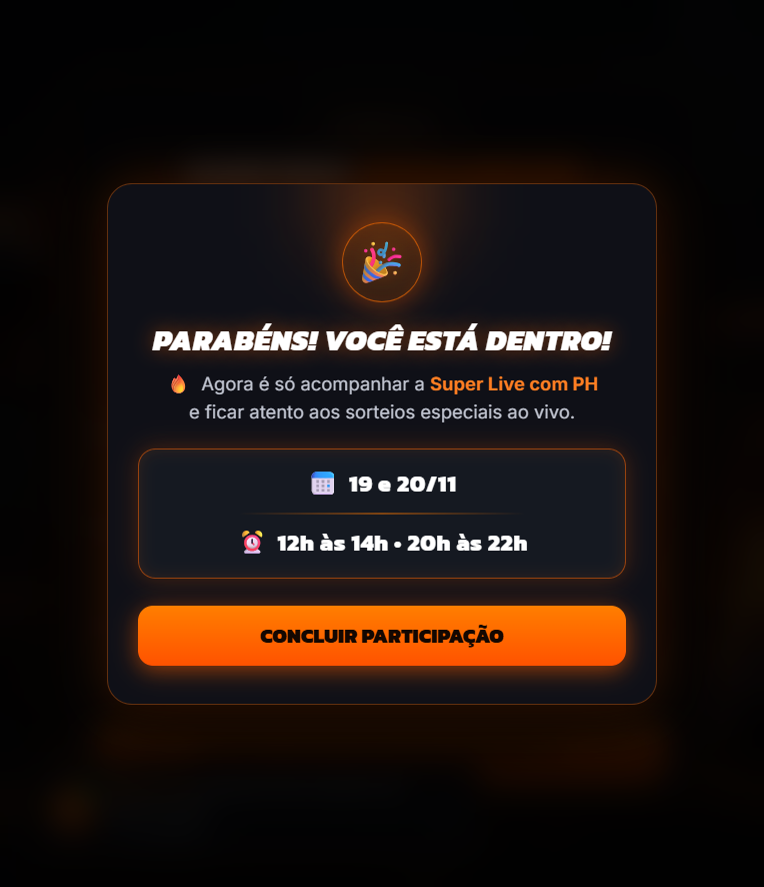 PARABÉNS! VOCÊ ESTÁ DENTRO!
🔥 Agora é só acompanhar a Super Live com PH
e ficar atento aos sorteios especiais ao vivo.
19 e 20/11
12h às 14h • 20h às 22h
CONCLUIR PARTICIPAÇÃO